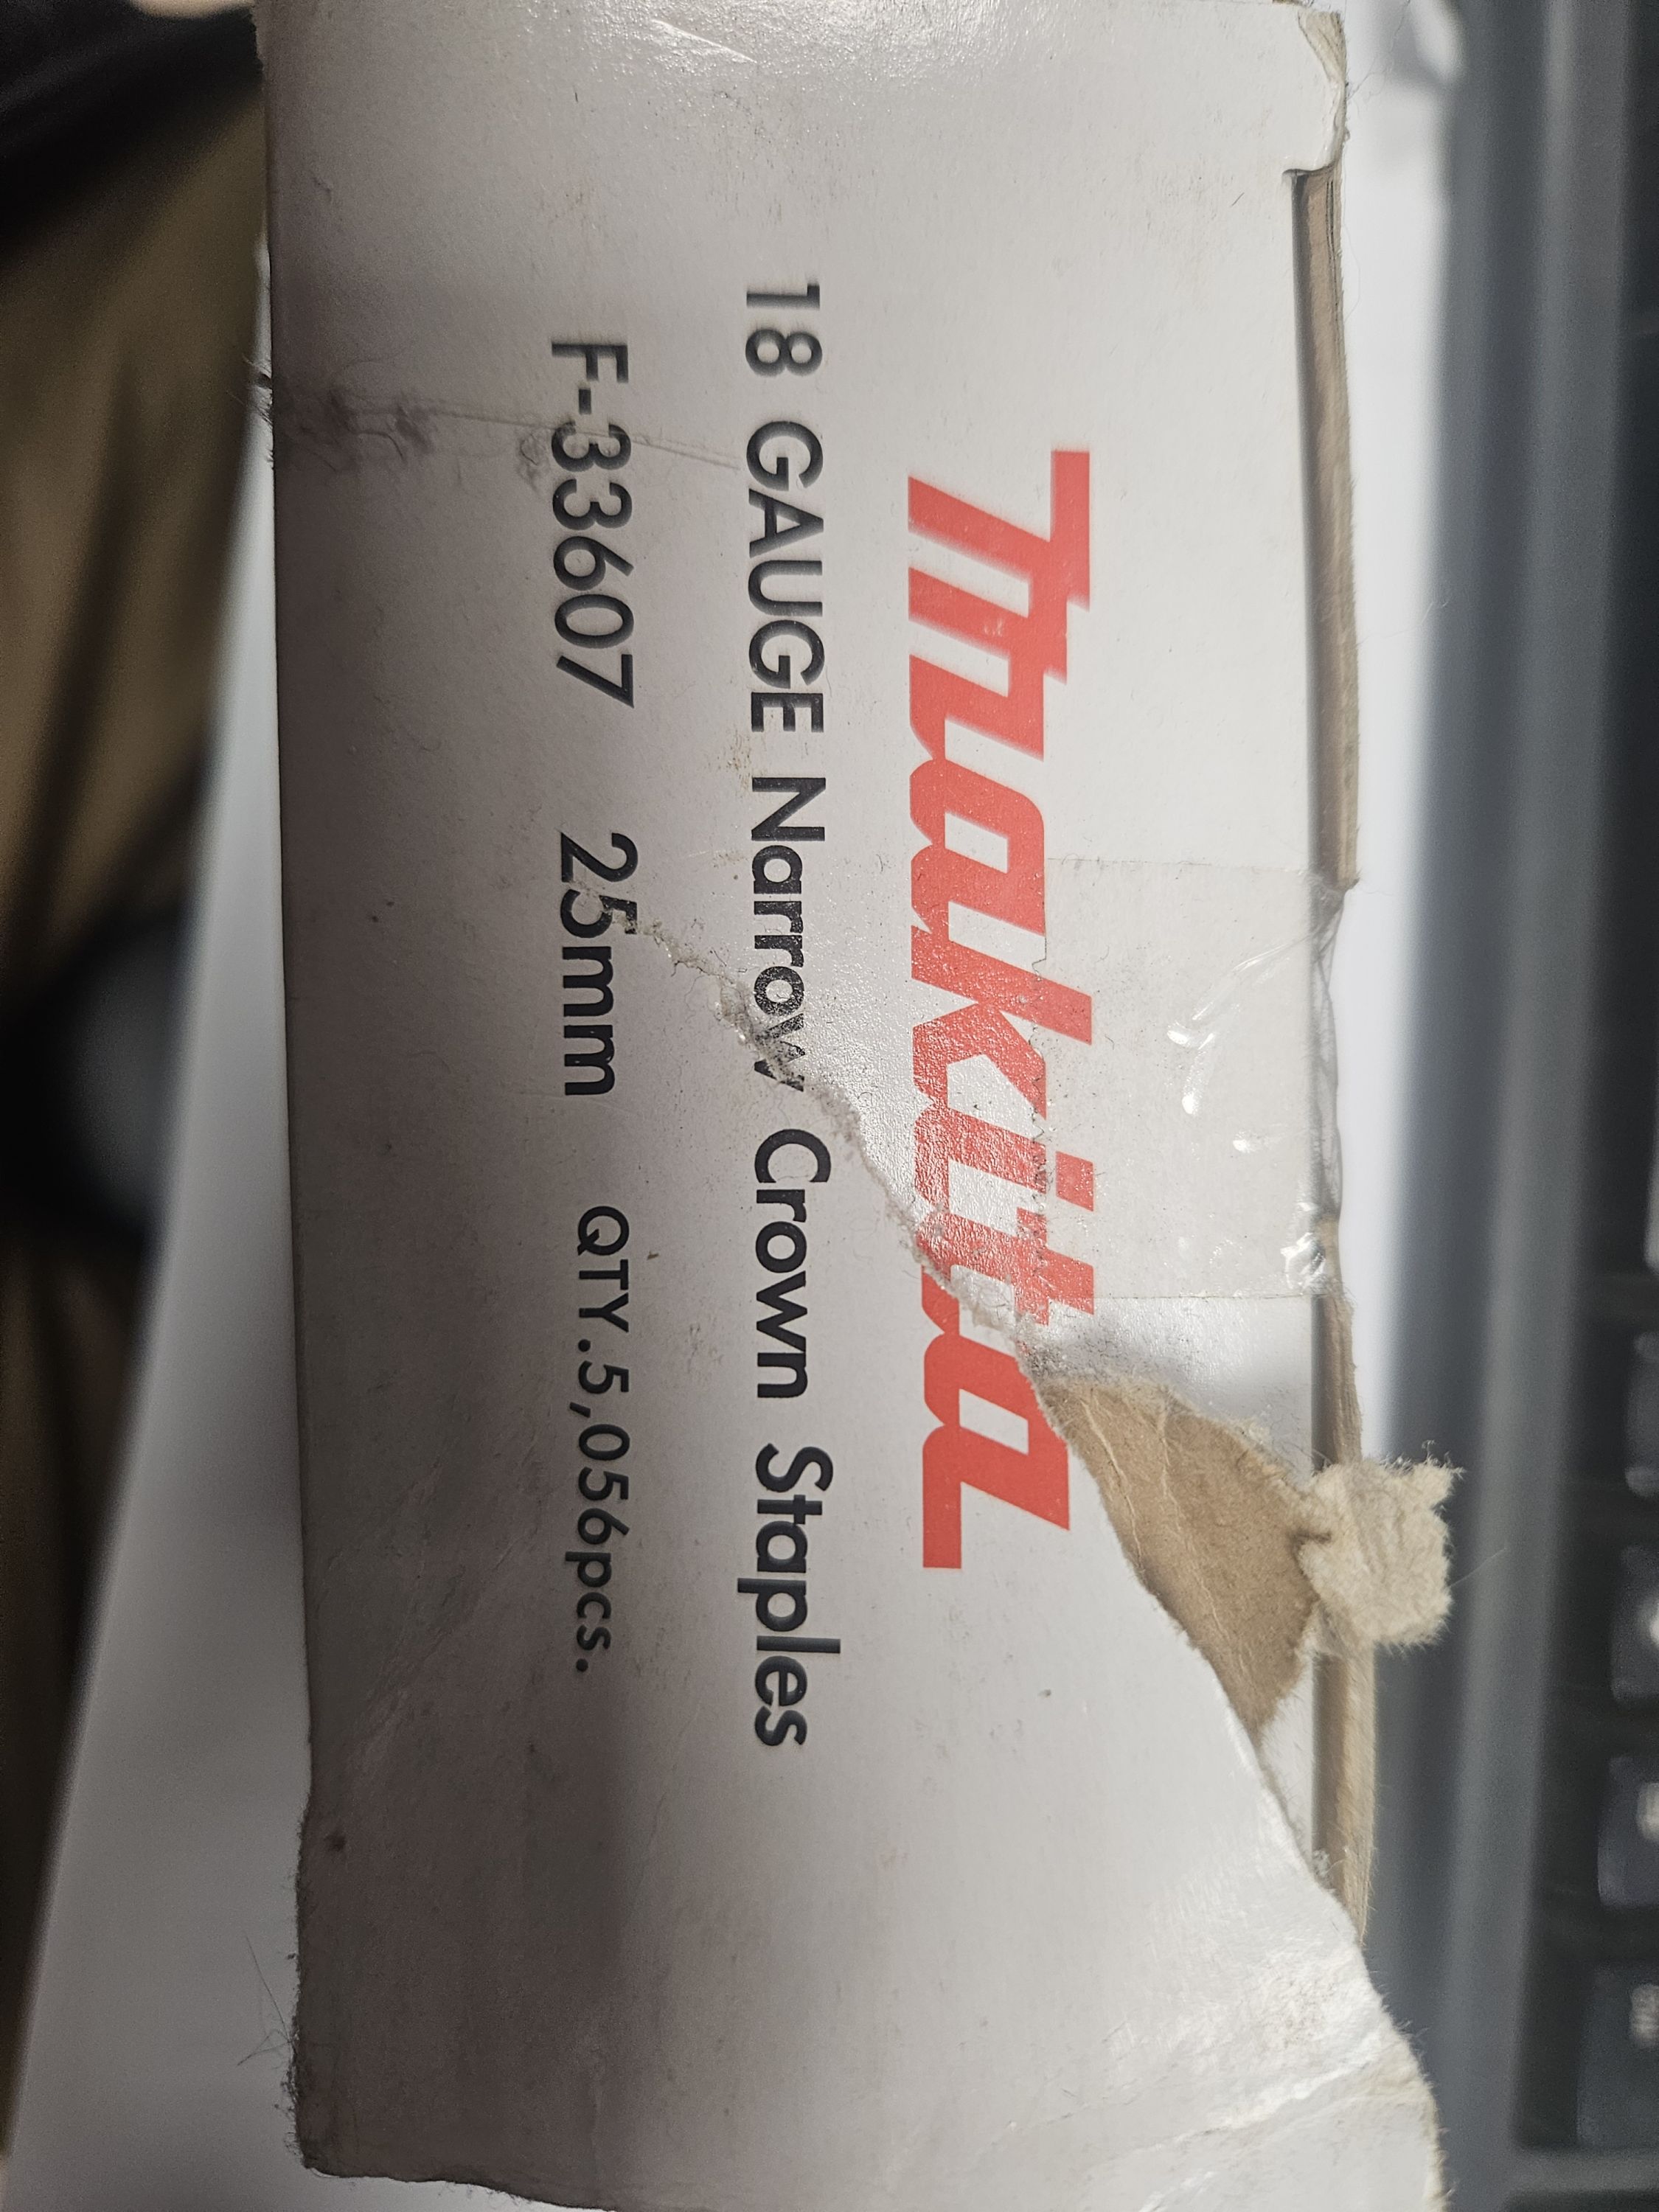 Makita
18 GAUGE Narrow Crown Staples
F-33607 25mm QTY.5,056pcs.